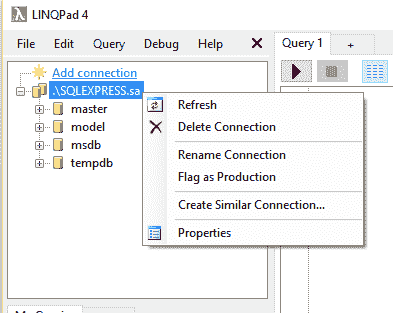 LINQPad 4
File Edit Query Debug Help
Query 1
+
Add connection
.\SQLEXPRESS.sa
master
model
msdb
tempdb
Refresh
Delete Connection
Rename Connection
Flag as Production
Create Similar Connection...
Properties